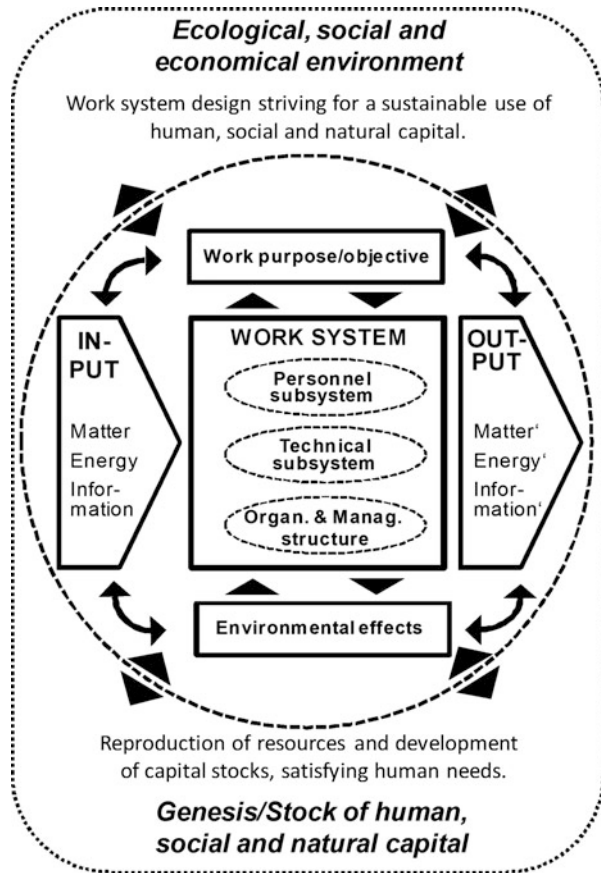 Ecological, social and
economical environment
Work system design striving for a sustainable use of
human, social and natural capital.
Work purpose/objective
IN-
PUT
Matter
Energy
Infor-
mation
WORK SYSTEM
Personnel
subsystem
Technical
subsystem
Organ. & Manag.
structure
OUT-
PUT
Matter‘
Energy‘
Infor-
mation‘
Environmental effects
Reproduction of resources and development
of capital stocks, satisfying human needs.
Genesis/Stock of human,
social and natural capital